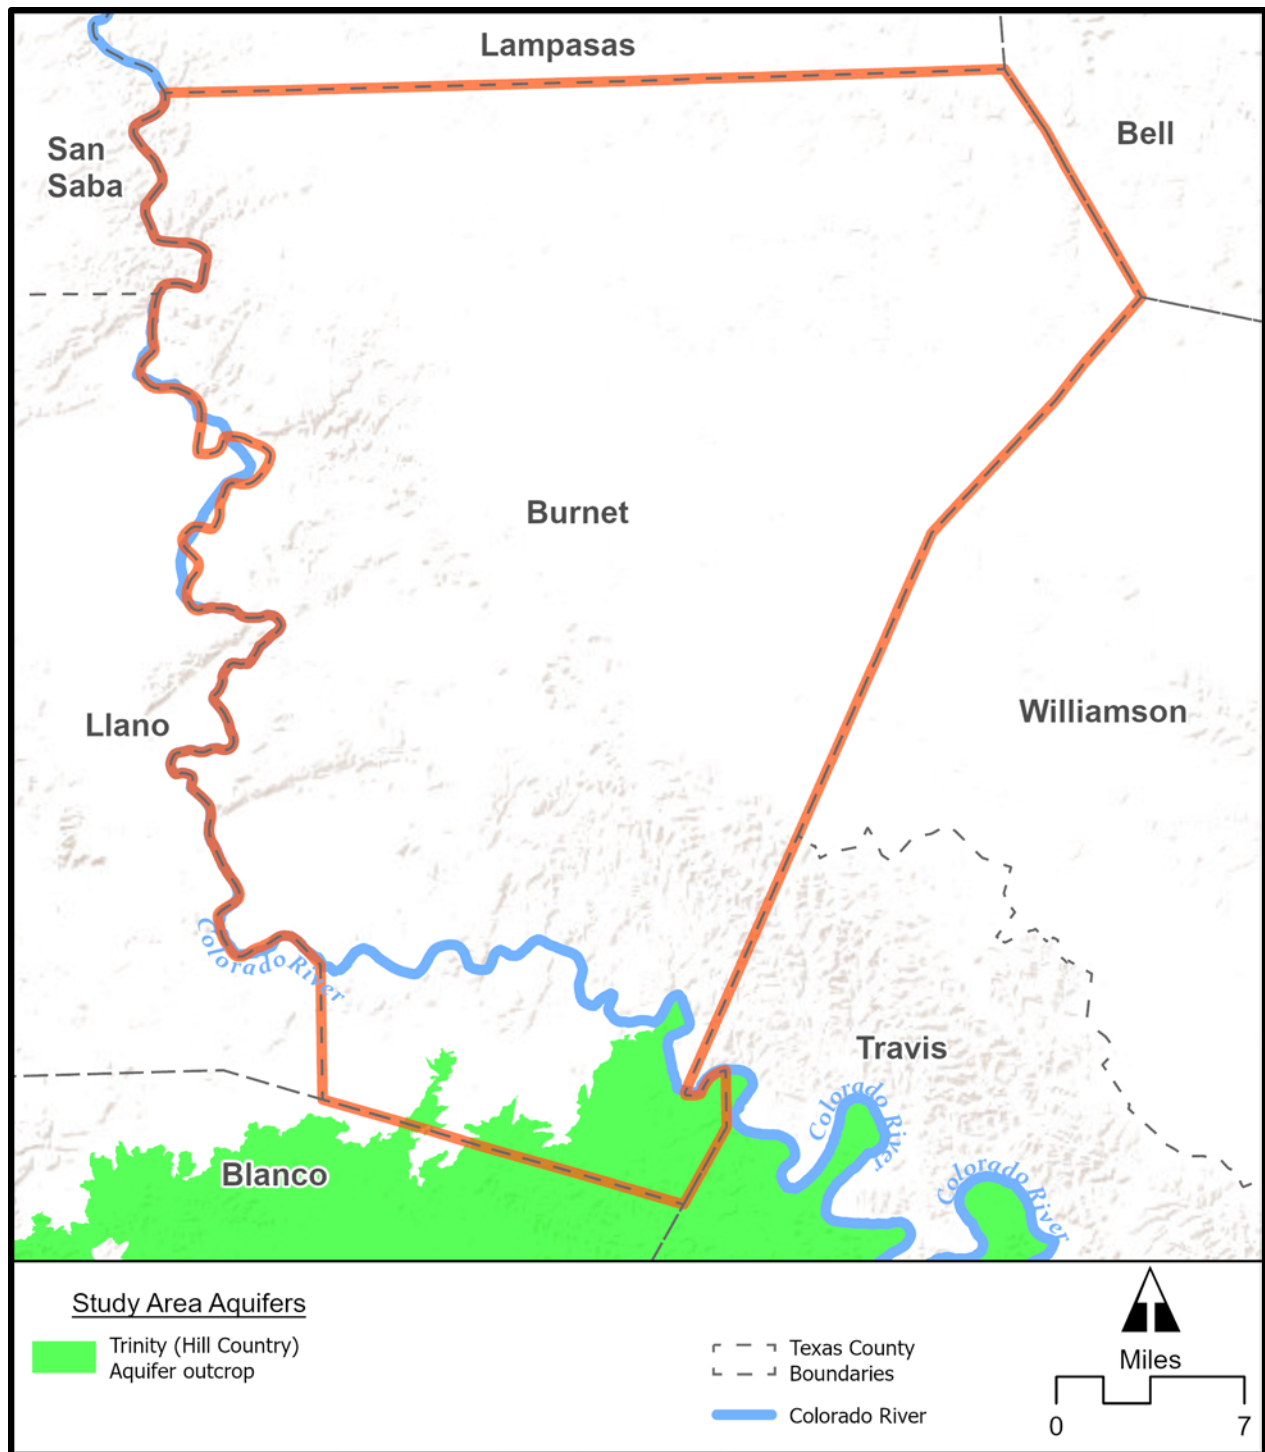 Lampasas
Bell
San
Saba
Burnet
Llano
Williamson
Colorado River
Travis
Colorado River
Blanco
Colorado River
Study Area Aquifers
Trinity (Hill Country)
Aquifer outcrop
Texas County
Boundaries
Colorado River
Miles
0 7